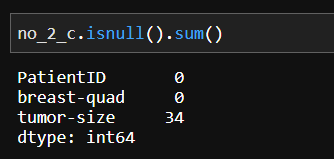 no_2_c.isnull().sum()
PatientID 0
breast-quad 0
tumor-size 34
dtype: int64